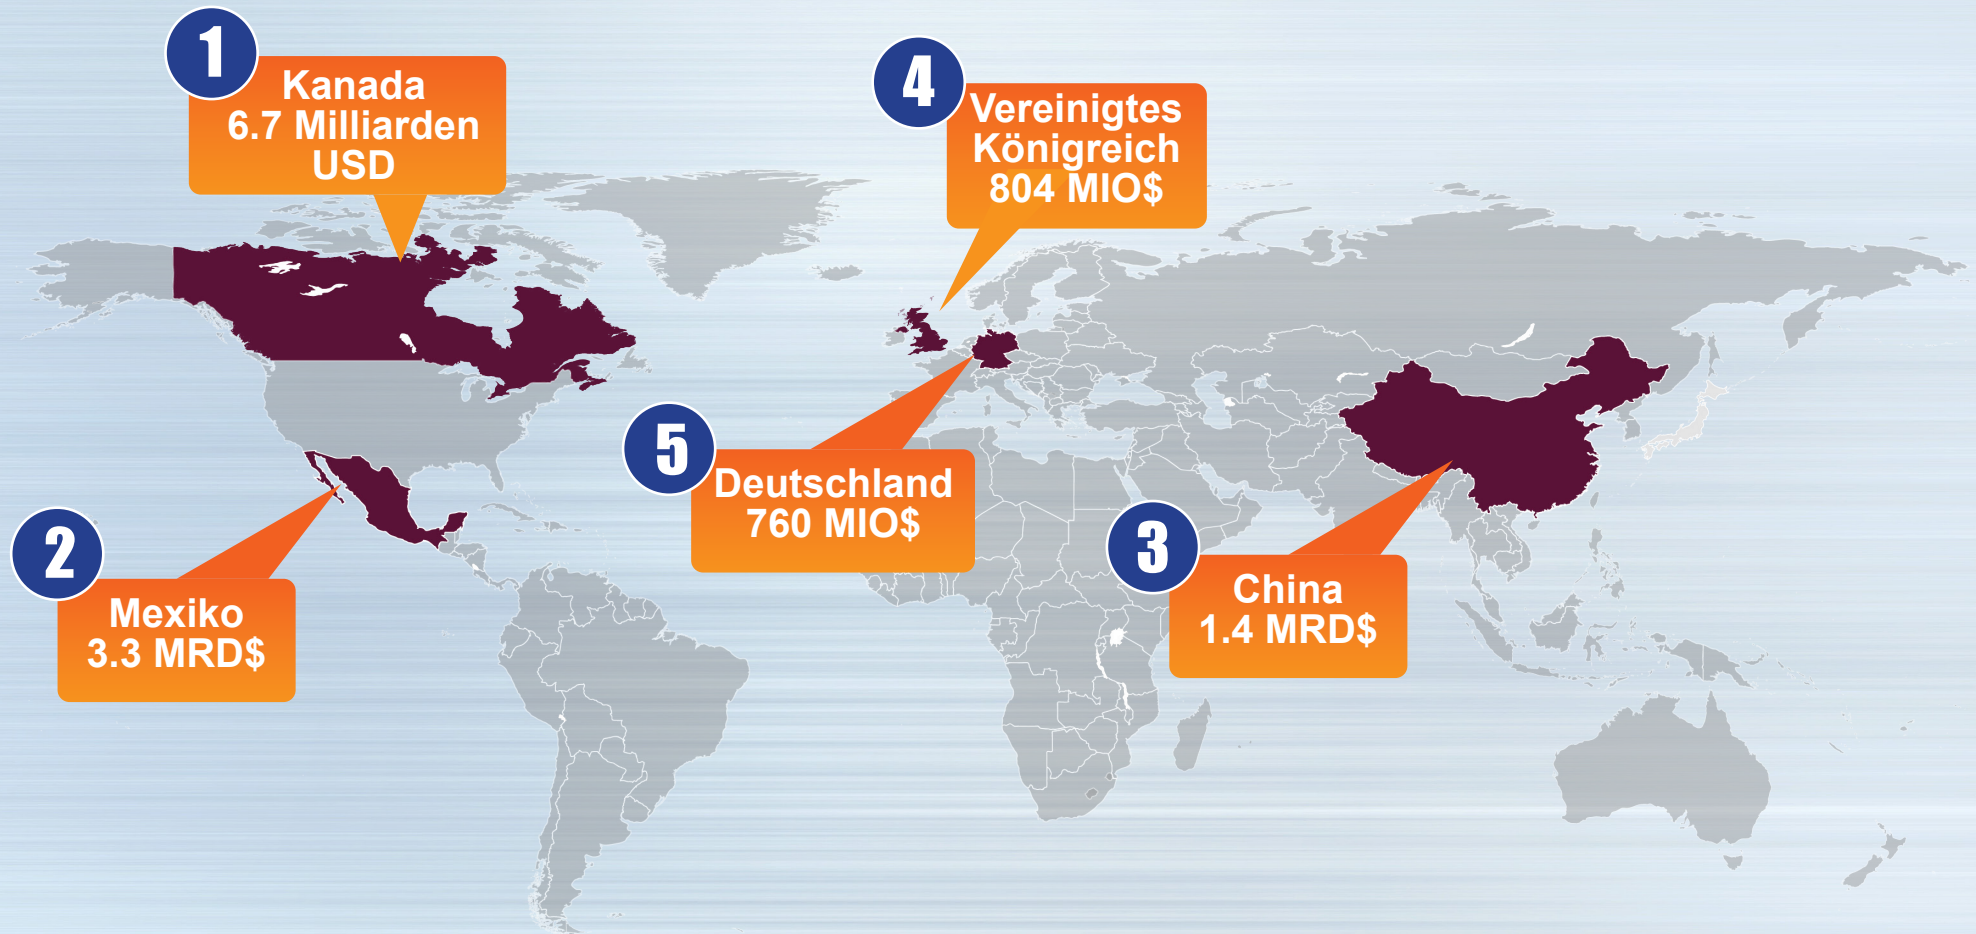 1
Kanada
6.7 Milliarden
USD
2
Mexiko
3.3 MRD$
3
China
1.4 MRD$
4
Vereinigtes
Königreich
804 MIO$
5
Deutschland
760 MIO$